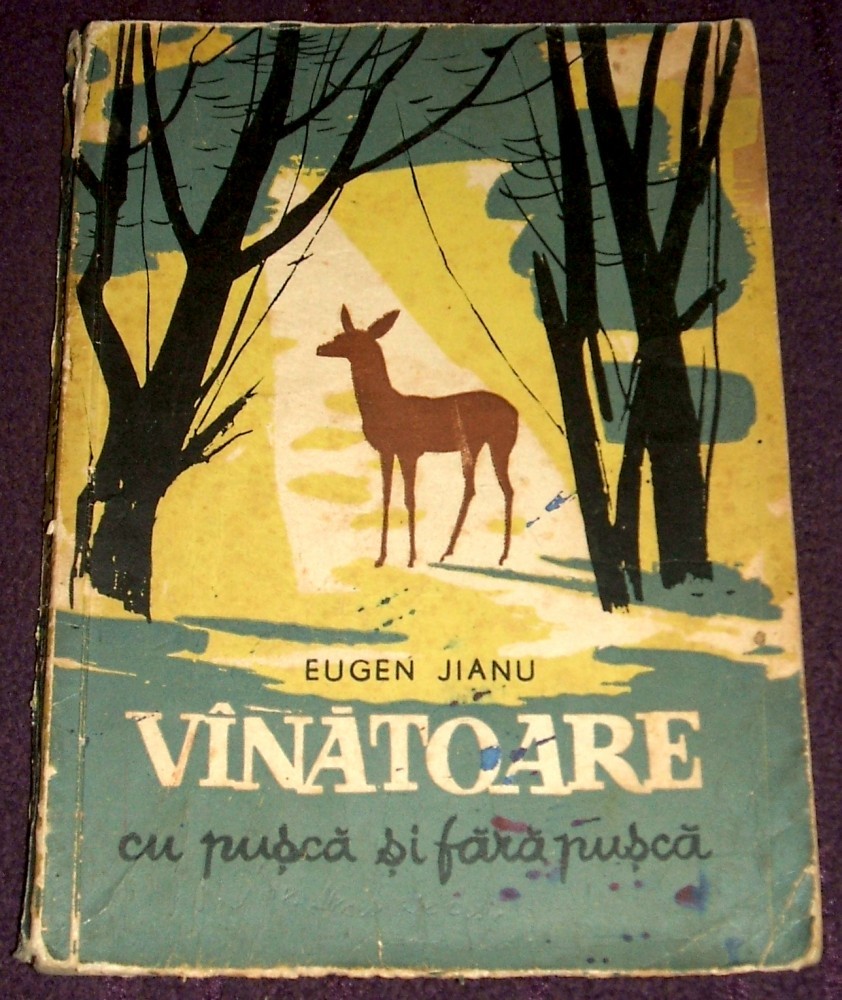 EUGEN JIANU
VÎNĂTOARE
cu pușcă și fără pușcă